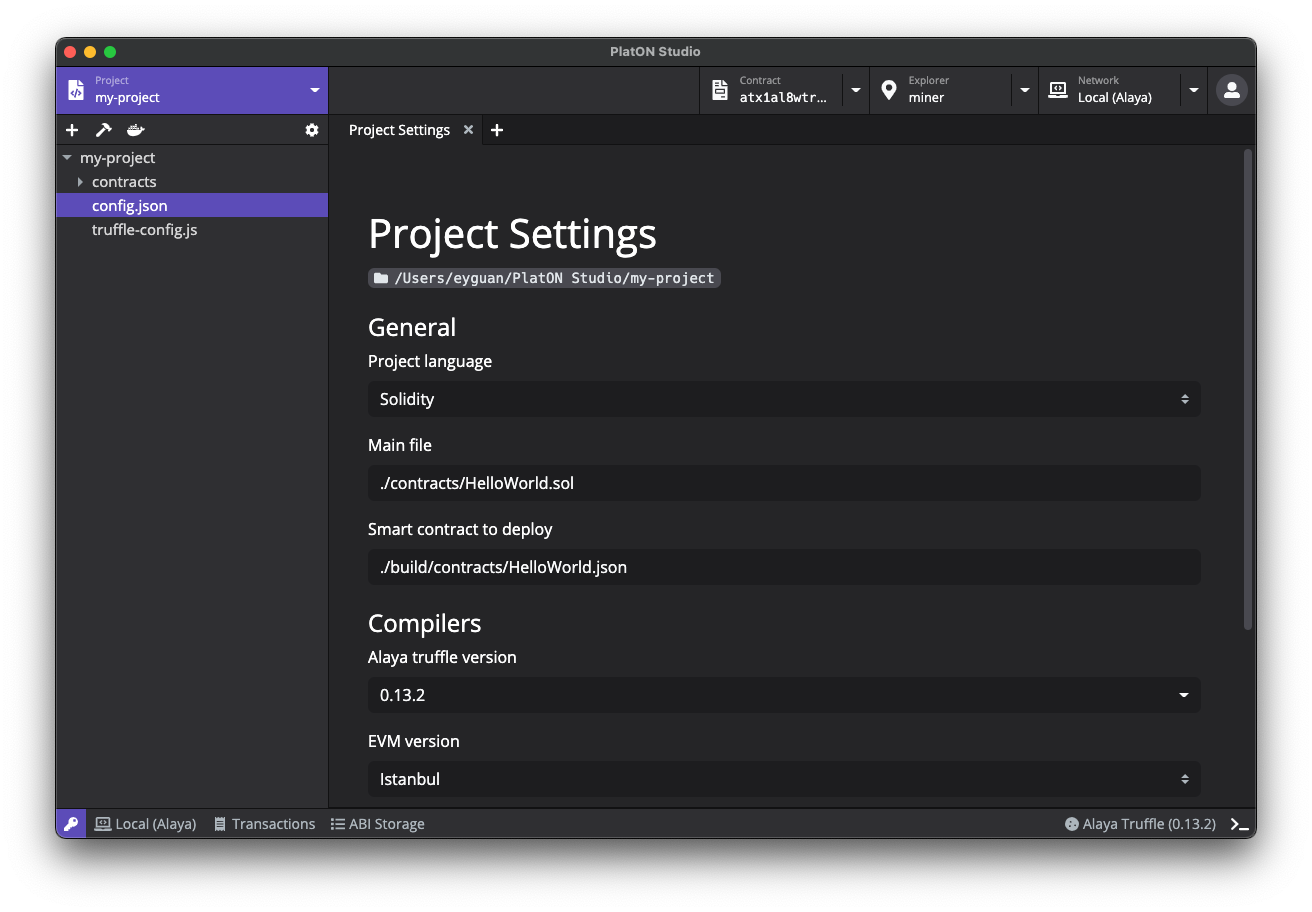 PlatON Studio
Project
my-project
Contract
atx1al8wtr...
Explorer
miner
Network
Local (Alaya)
Project Settings
my-project
contracts
config.json
truffle-config.js
Project Settings
/Users/eyguan/PlatON Studio/my-project
General
Project language
Solidity
Main file
./contracts/HelloWorld.sol
Smart contract to deploy
./build/contracts/HelloWorld.json
Compilers
Alaya truffle version
0.13.2
EVM version
Istanbul
Local (Alaya)
Transactions
ABI Storage
Alaya Truffle (0.13.2)